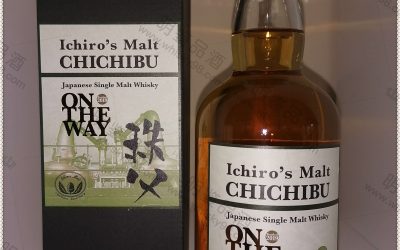 Ichiro's Malt
CHICHIBU
Japanese Single Malt Whisky
ON
THE
WAY
秩父
Ichiro's Malt
CHICHIBU
Japanese Single Malt Whisky
ON
2019
THE